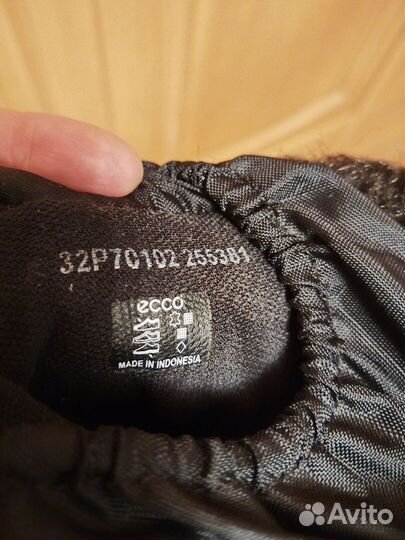 32P70102 255381
ecco
MADE IN INDONESIA
Avito